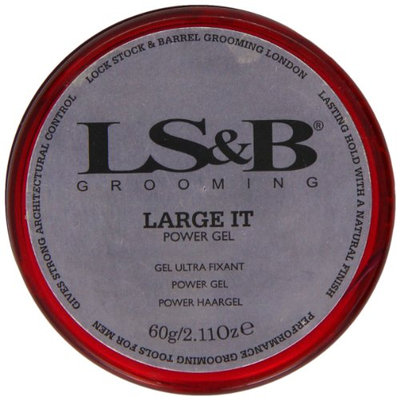 LOCK STOCK & BARREL GROOMING LONDON
LASTING HOLD WITH A NATURAL FINISH
PERFORMANCE GROOMING TOOLS FOR MEN
GIVES STRONG ARCHITECTURAL CONTROL
LS&B®
GROOMING
LARGE IT
POWER GEL
GEL ULTRA FIXANT
POWER GEL
POWER HAARGEL
60g/2.11Oz℮